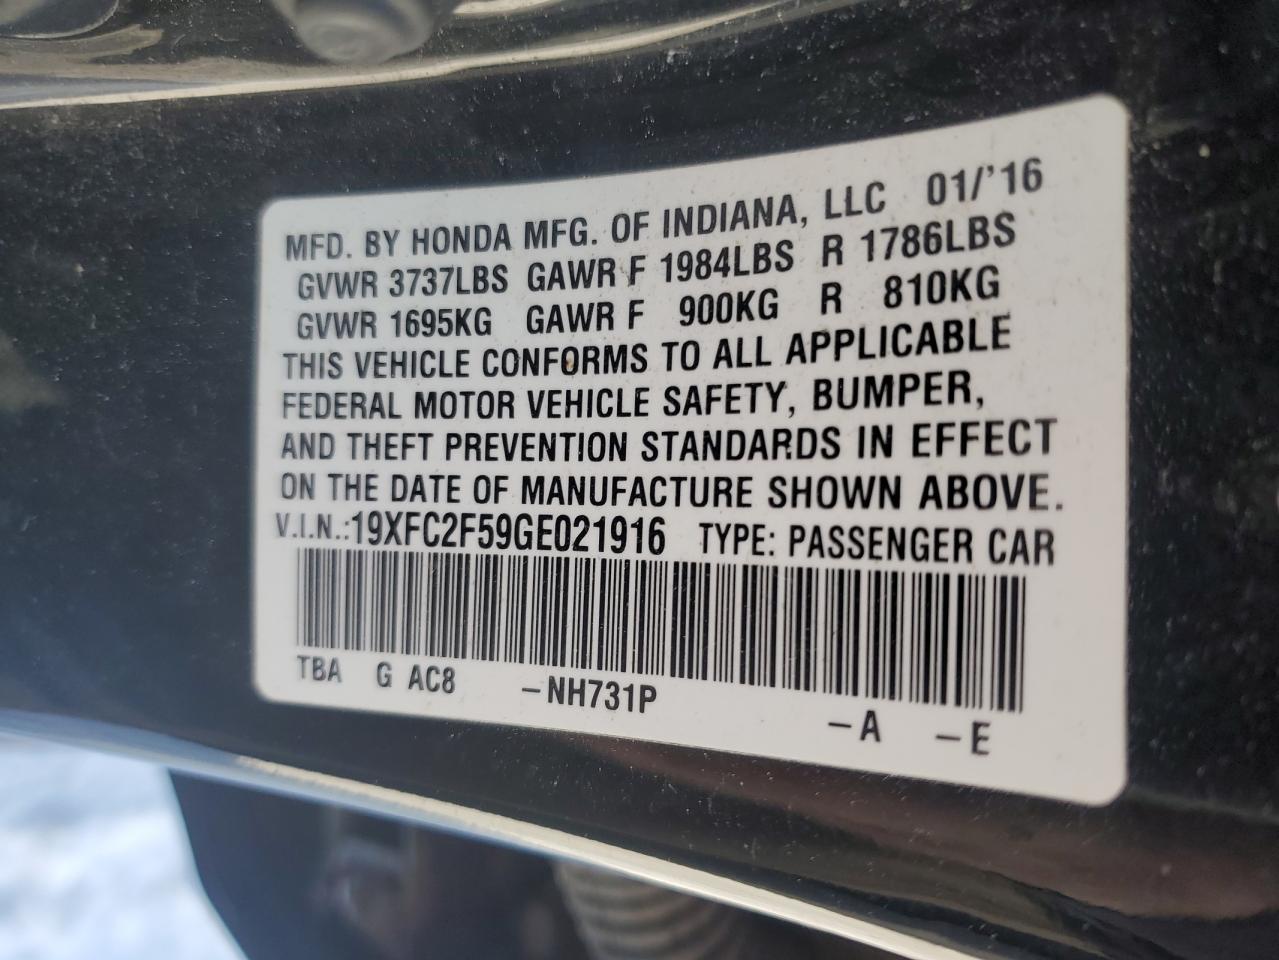 MFD. BY HONDA MFG. OF INDIANA, LLC 01/'16
GVWR 3737LBS GAWR F 1984LBS R 1786LBS
GVWR 1695KG GAWR F 900KG R 810KG
THIS VEHICLE CONFORMS TO ALL APPLICABLE
FEDERAL MOTOR VEHICLE SAFETY, BUMPER,
AND THEFT PREVENTION STANDARDS IN EFFECT
ON THE DATE OF MANUFACTURE SHOWN ABOVE.
V.I.N.:19XFC2F59GE021916 TYPE: PASSENGER CAR
TBA G AC8 -NH731P -A -E